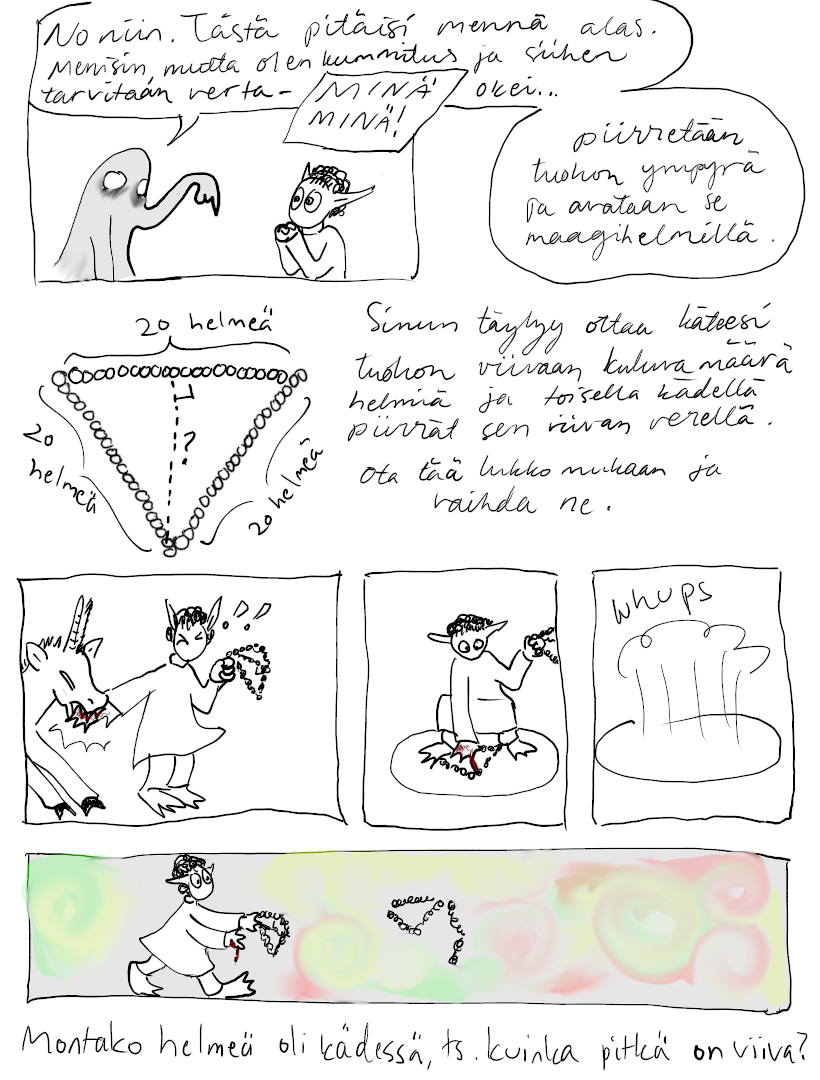 No niin. Tästä pitäisi mennä alas.
Menisin, mutta olen kummitus ja siihen
tarvitaan verta-
MINÄ
MINÄ!
okei...
piirretään
tuohon ympyrä
ja avataan se
maagihelmillä.
20 helmeä
20
helmeä
20 helmeä
?
Sinun täytyy ottaa käteesi
tuohon viivaan kuluva määrä
helmiä ja toisella kädellä
piirrät sen viivan verellä.
Ota tää lukko mukaan ja
vaihda ne.
! ! !
whups
Montako helmeä oli kädessä, ts. kuinka pitkä on viiva?